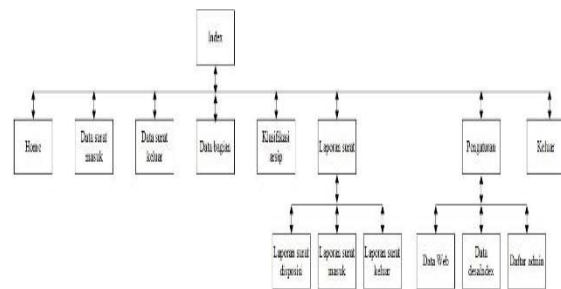 Index
Home
Data surat
masuk
Data surat
keluar
Data bagian
Klasifikasi
arsip
Laporan surat
Pengaturan
Keluar
Laporan surat
disposisi
Laporan surat
masuk
Laporan surat
keluar
Data Web
Data
desaIndex
Daftar admin